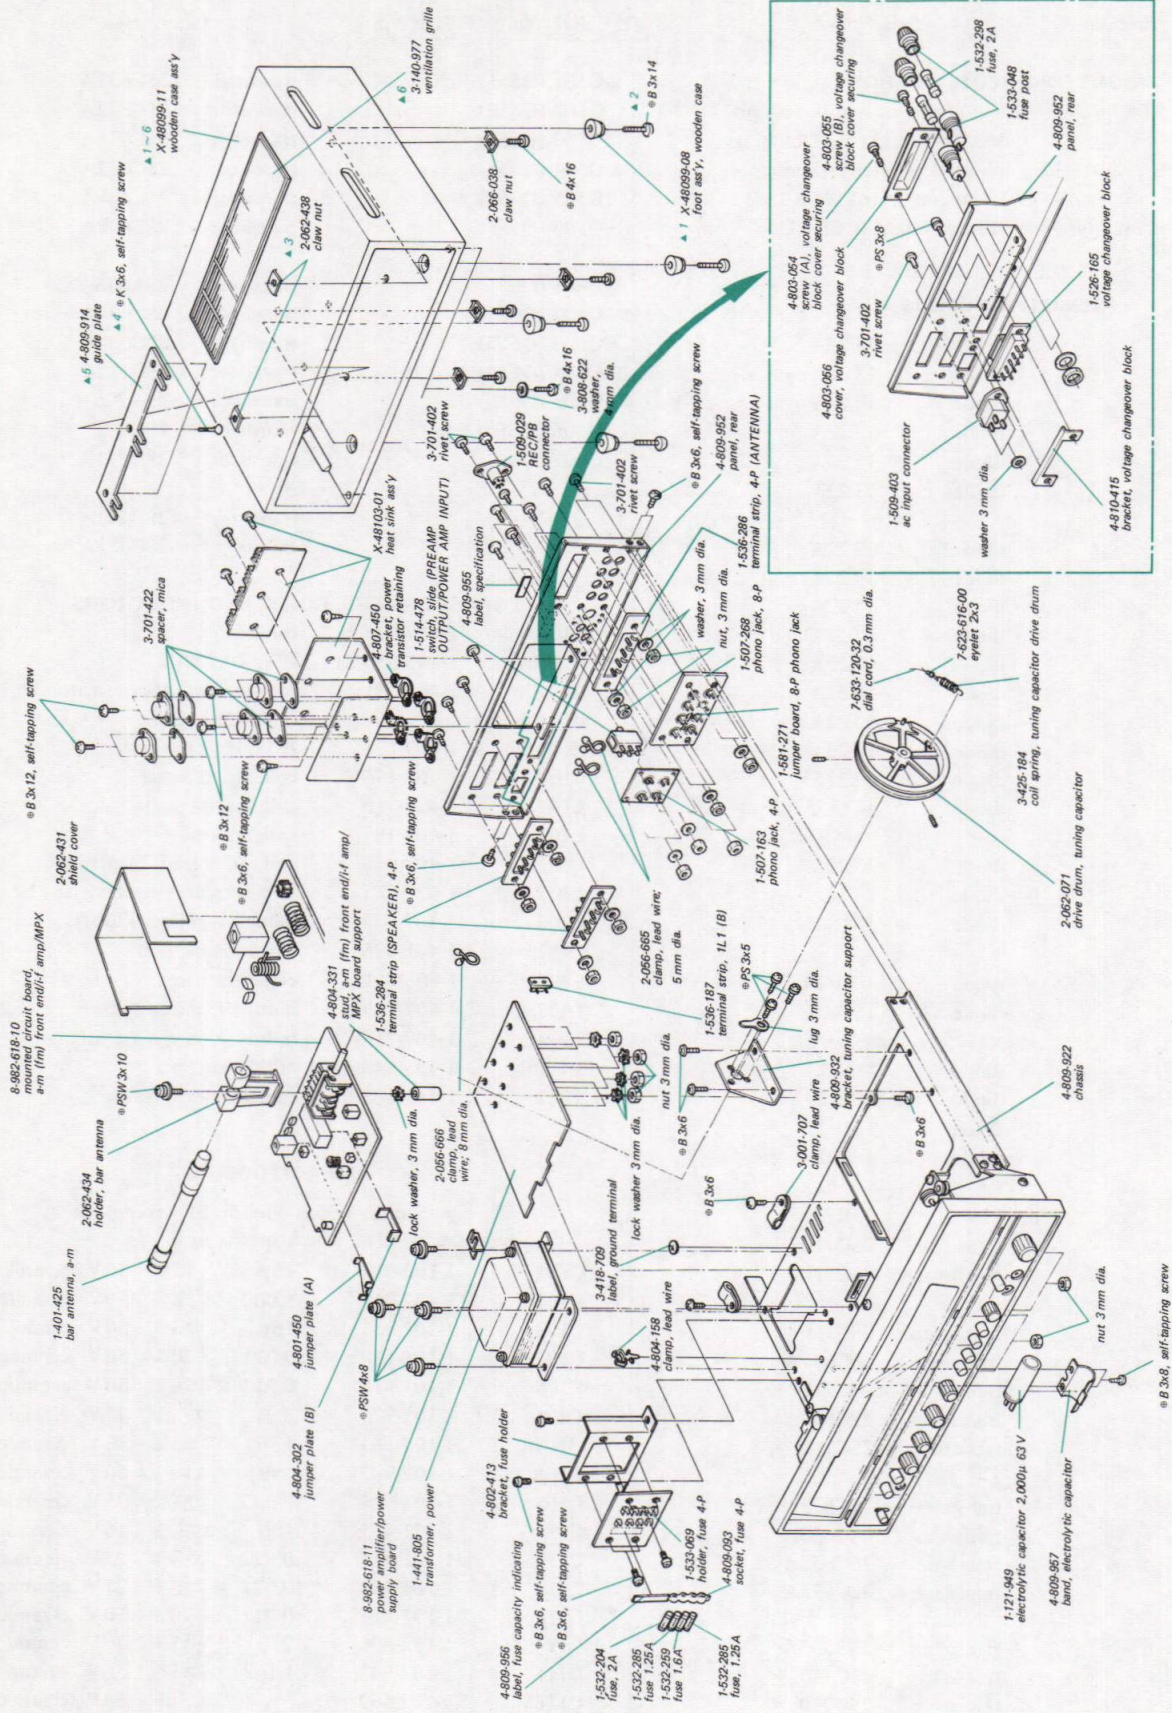 8-982-618-10
mounted circuit board,
a-m (fm) front end/i-f amp/MPX
2-062-431
shield cover
⊕B 3x12, self-tapping screw
3-701-422
spacer, mica
▲5 4-809-914
guide plate
▲4 ⊕K 3x6, self-tapping screw
▲1~6
X-48099-11
wooden case ass'y
▲6
3-140-977
ventilation grille
▲3
2-062-438
claw nut
2-066-038
claw nut
⊕B 4x16
▲2
⊕B 3x14
▲1 X-48099-08
foot ass'y, wooden case
⊕B 4x16
3-808-622
washer,
4 mm dia.
3-701-402
rivet screw
1-509-029
REC/PB
connector
X-48103-01
heat sink ass'y
4-807-450
bracket, power
transistor retaining
1-514-478
switch, slide (PREAMP
OUTPUT/POWER AMP INPUT)
4-809-955
label, specification
3-701-402
rivet screw
⊕B 3x6, self-tapping screw
4-809-952
panel, rear
1-536-286
terminal strip, 4-P (ANTENNA)
washer, 3 mm dia.
nut, 3 mm dia.
1-507-268
phono jack, 8-P
1-581-271
jumper board, 8-P phono jack
1-507-163
phono jack, 4-P
2-056-665
clamp, lead wire;
5 mm dia.
⊕B 3x12
⊕B 3x6, self-tapping screw
⊕B 3x6, self-tapping screw
1-536-284
terminal strip (SPEAKER), 4-P
4-804-331
stud, a-m (fm) front end/i-f amp/
MPX board support
⊕PSW 3x10
2-062-434
holder, bar antenna
1-401-425
bar antenna, a-m
4-801-450
jumper plate (A)
4-804-302
jumper plate (B)
⊕PSW 4x8
lock washer, 3 mm dia.
2-056-666
clamp, lead
wire; 8 mm dia.
8-982-618-11
power amplifier/power
supply board
1-441-805
transformer, power
1-536-187
terminal strip, 1L1 (B)
⊕PS 3x5
lug 3 mm dia.
4-809-932
bracket, tuning capacitor support
nut 3 mm dia.
⊕B 3x6
lock washer 3 mm dia.
3-418-709
label, ground terminal
⊕B 3x6
3-001-707
clamp, lead wire
⊕B 3x6
4-804-158
clamp, lead wire
4-809-922
chassis
7-633-120-32
dial cord, 0.3 mm dia.
7-623-616-00
eyelet 2x3
3-425-184
coil spring, tuning capacitor drive drum
2-062-071
drive drum, tuning capacitor
4-802-413
bracket, fuse holder
⊕B 3x6, self-tapping screw
⊕B 3x6, self-tapping screw
4-809-956
label, fuse capacity indicating
1-533-069
holder, fuse 4-P
4-809-093
socket, fuse 4-P
1-532-204
fuse, 2A
1-532-285
fuse 1.25A
1-532-259
fuse 1.6A
1-532-285
fuse, 1.25A
1-121-949
electrolytic capacitor 2,000μ 63 V
4-809-957
band, electrolytic capacitor
nut 3 mm dia.
⊕B 3x8, self-tapping screw
4-803-054
screw (A), voltage changeover
block cover securing
4-803-055
screw (B), voltage changeover
block cover securing
1-532-298
fuse, 2A
1-533-048
fuse post
4-809-952
panel, rear
4-803-056
cover, voltage changeover block
3-701-402
rivet screw
⊕PS 3x8
1-526-165
voltage changeover block
1-509-403
ac input connector
washer 3 mm dia.
4-810-415
bracket, voltage changeover block